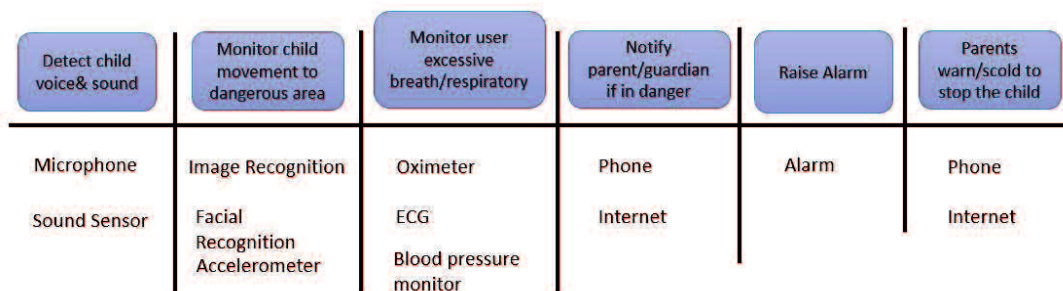 Detect child
voice& sound
Monitor child
movement to
dangerous area
Monitor user
excessive
breath/respiratory
Notify
parent/guardian
if in danger
Raise Alarm
Parents
warn/scold to
stop the child
Microphone
Sound Sensor
Image Recognition
Facial
Recognition
Accelerometer
Oximeter
ECG
Blood pressure
monitor
Phone
Internet
Alarm
Phone
Internet